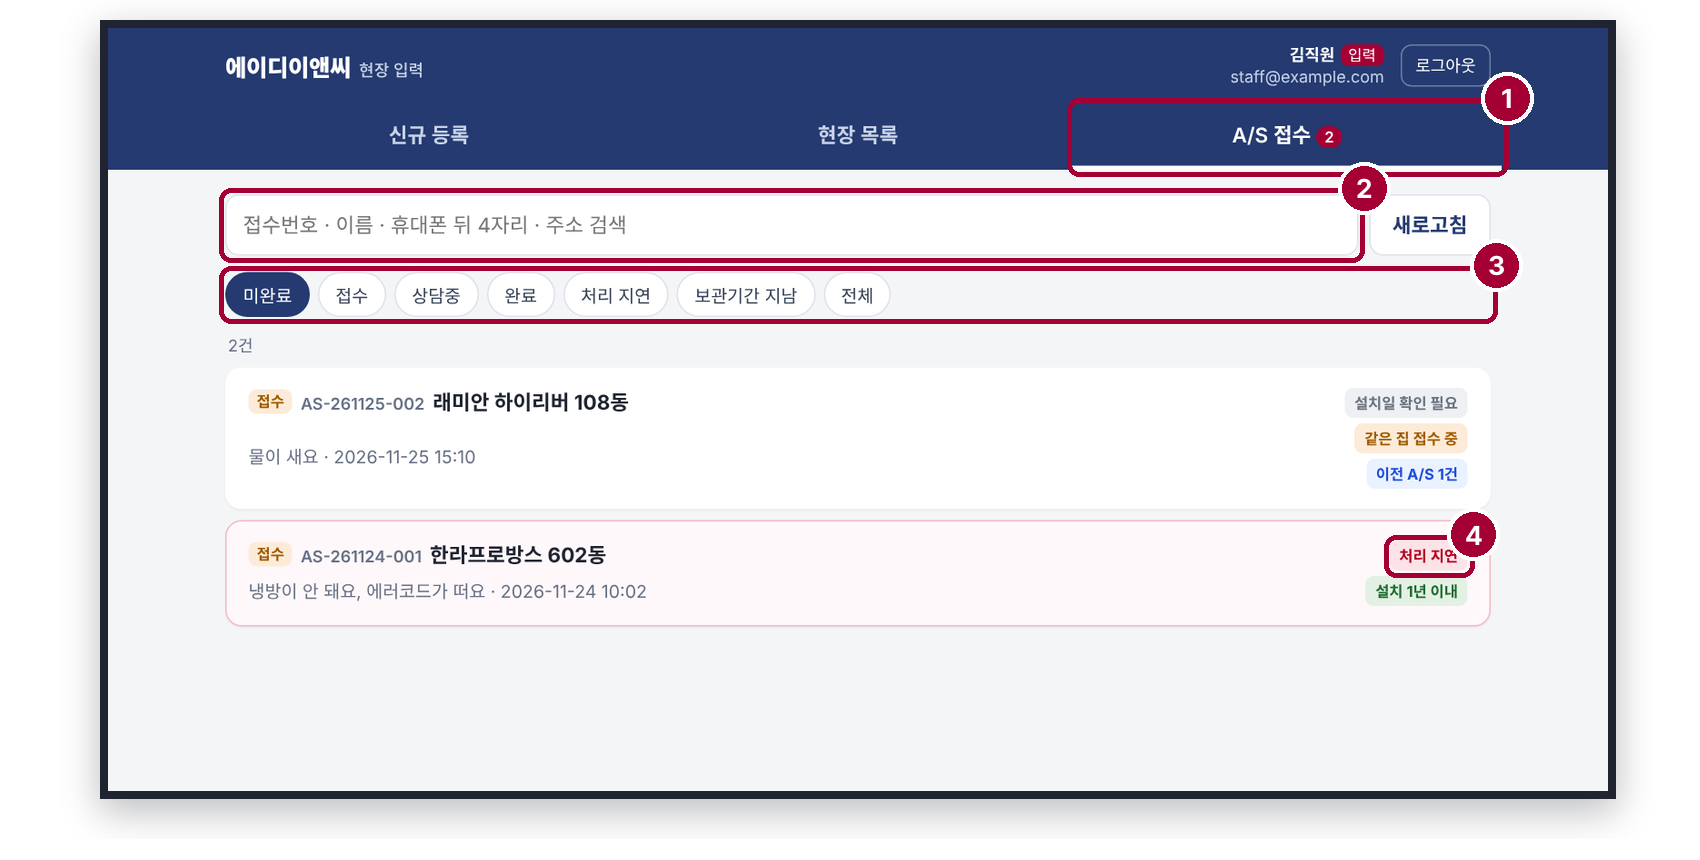 에이디이앤씨 현장 입력
김직원 입력
staff@example.com
로그아웃
1
신규 등록
현장 목록
A/S 접수 2
2
접수번호 · 이름 · 휴대폰 뒤 4자리 · 주소 검색
새로고침
3
미완료
접수
상담중
완료
처리 지연
보관기간 지남
전체
2건
접수 AS-261125-002 래미안 하이리버 108동
설치일 확인 필요
같은 집 접수 중
물이 새요 · 2026-11-25 15:10
이전 A/S 1건
4
접수 AS-261124-001 한라프로방스 602동
처리 지연
냉방이 안 돼요, 에러코드가 떠요 · 2026-11-24 10:02
설치 1년 이내